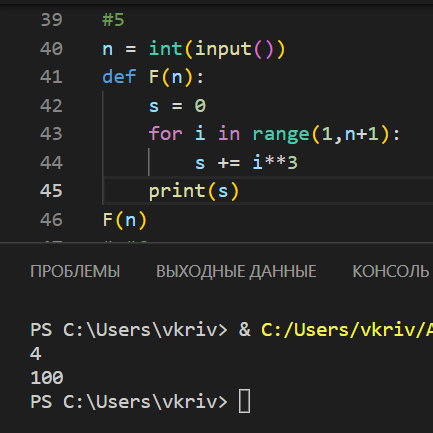 39 #5
40 n = int(input())
41 def F(n):
42 s = 0
43 for i in range(1,n+1):
44 s += i**3
45 print(s)
46 F(n)
ПРОБЛЕМЫ ВЫХОДНЫЕ ДАННЫЕ КОНСОЛЬ
PS C:\Users\vkriv> & C:/Users/vkriv/A
4
100
PS C:\Users\vkriv>